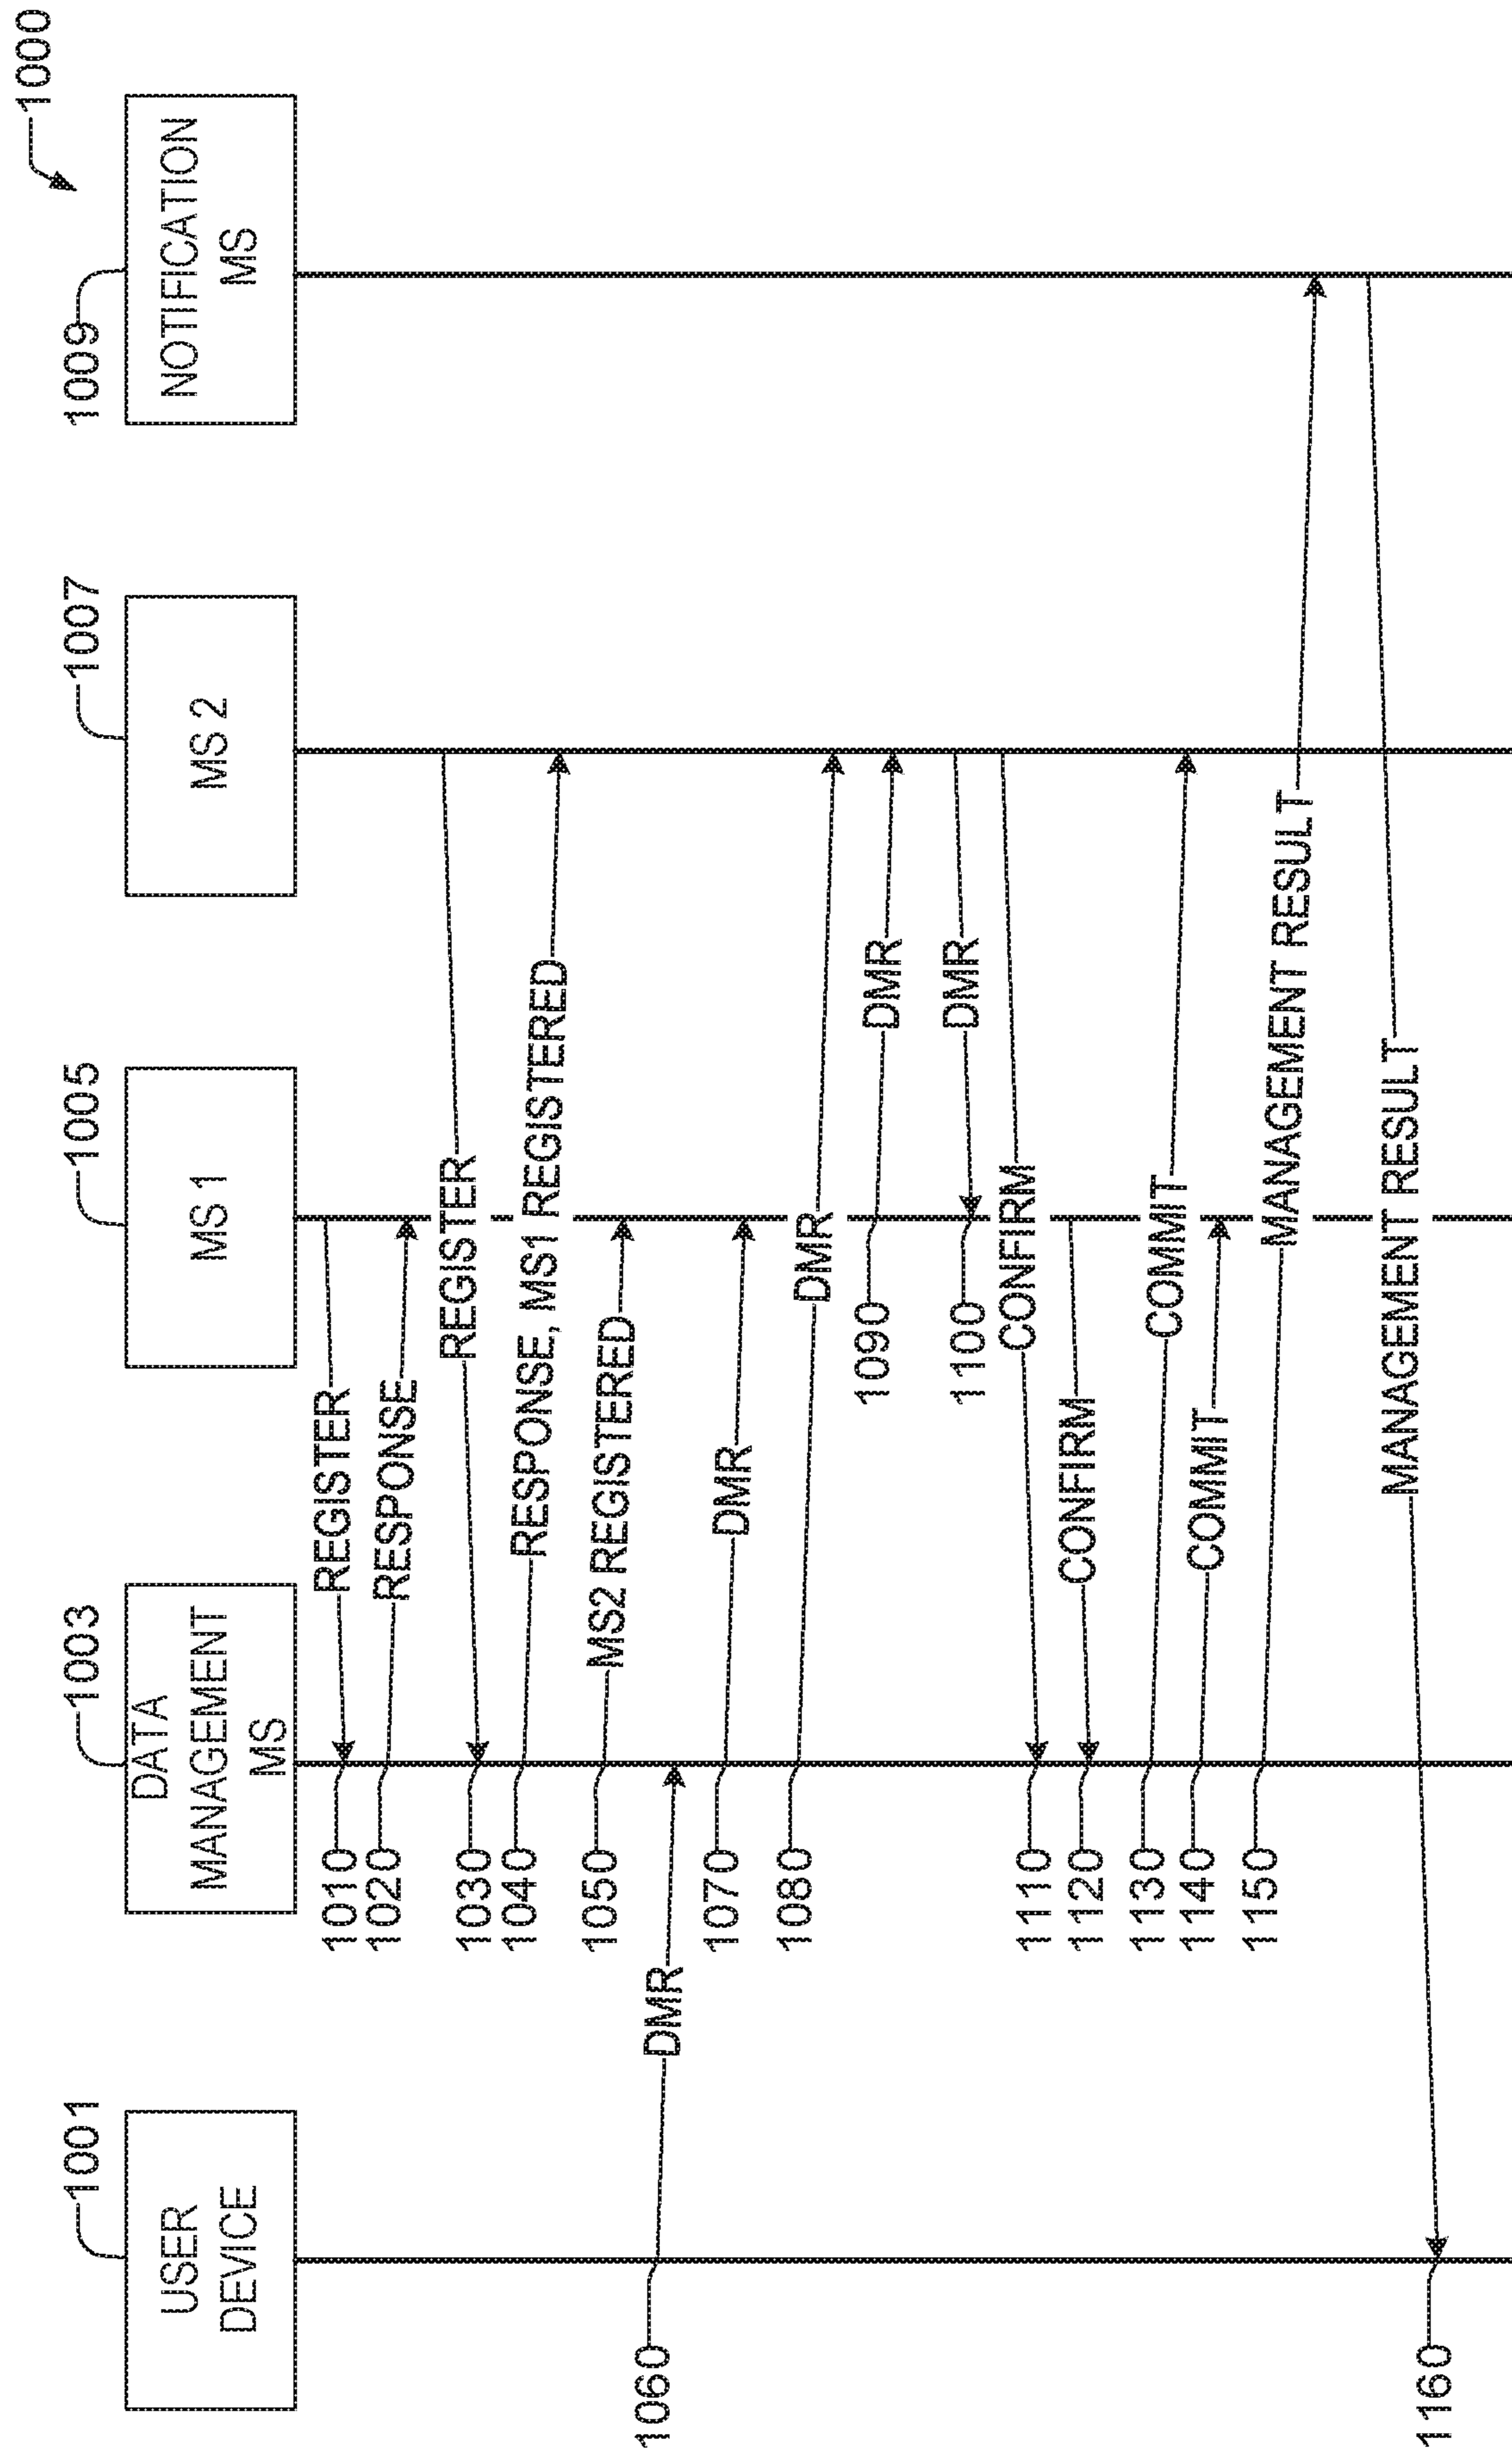 1000
1001
USER
DEVICE
1003
DATA
MANAGEMENT
MS
1005
MS 1
1007
MS 2
1009
NOTIFICATION
MS
1010
REGISTER
1020
RESPONSE
1030
REGISTER
1040
RESPONSE, MS1 REGISTERED
1050
MS2 REGISTERED
1060
DMR
1070
DMR
1080
DMR
1090
DMR
1100
DMR
1110
CONFIRM
1120
CONFIRM
1130
COMMIT
1140
COMMIT
1150
MANAGEMENT RESULT
1160
MANAGEMENT RESULT